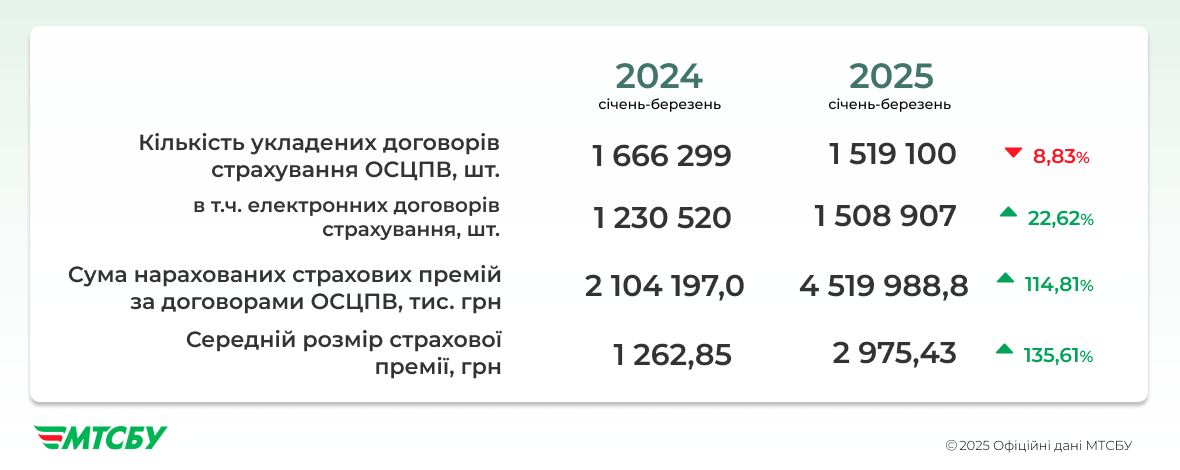 2024 2025
січень-березень січень-березень
Кількість укладених договорів
страхування ОСЦПВ, шт. 1 666 299 1 519 100 8,83%
в т.ч. електронних договорів
страхування, шт. 1 230 520 1 508 907 22,62%
Сума нарахованих страхових премій
за договорами ОСЦПВ, тис. грн 2 104 197,0 4 519 988,8 114,81%
Середній розмір страхової
премії, грн 1 262,85 2 975,43 135,61%
МТСБУ
© 2025 Офіційні дані МТСБУ